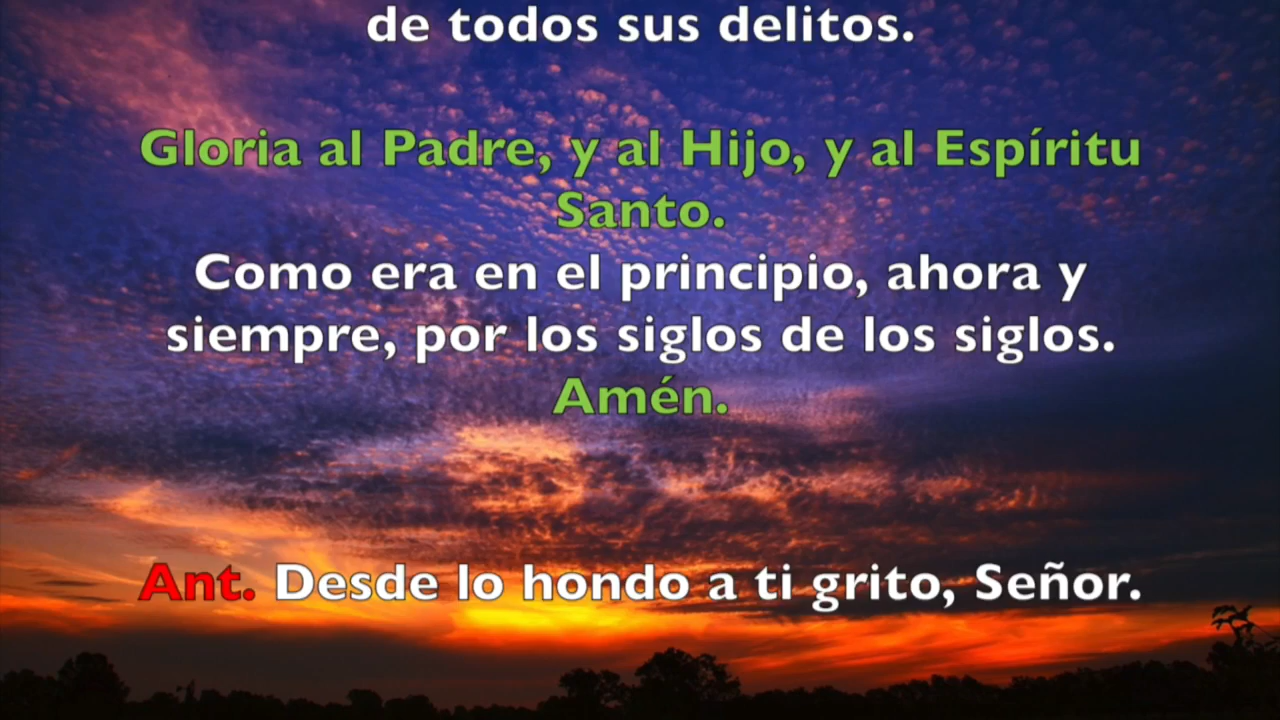 de todos sus delitos.
Gloria al Padre, y al Hijo, y al Espíritu
Santo.
Como era en el principio, ahora y
siempre, por los siglos de los siglos.
Amén.
Ant. Desde lo hondo a ti grito, Señor.